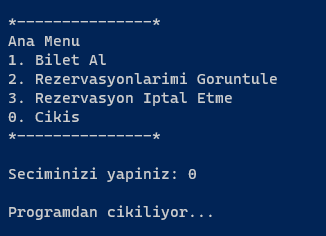 *---------------*
Ana Menu
1. Bilet Al
2. Rezervasyonlarimi Goruntule
3. Rezervasyon Iptal Etme
0. Cikis
*---------------*
Seciminizi yapiniz: 0
Programdan cikiliyor...